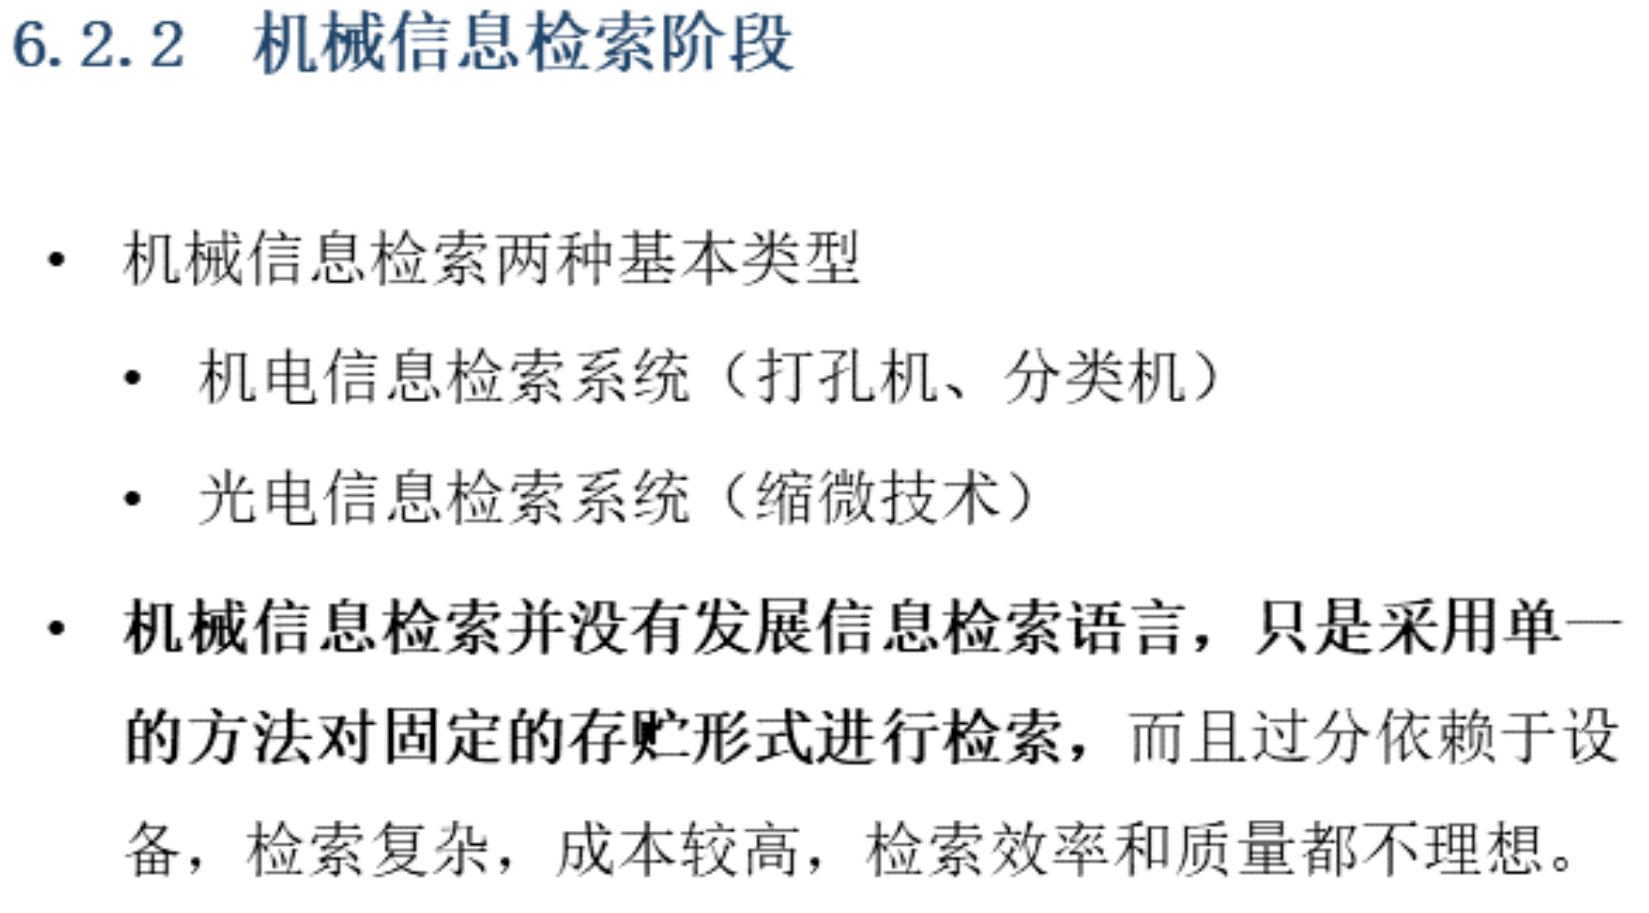 6.2.2 机械信息检索阶段
• 机械信息检索两种基本类型
• 机电信息检索系统（打孔机、分类机）
• 光电信息检索系统（缩微技术）
• 机械信息检索并没有发展信息检索语言，只是采用单一
的方法对固定的存贮形式进行检索，而且过分依赖于设
备，检索复杂，成本较高，检索效率和质量都不理想。